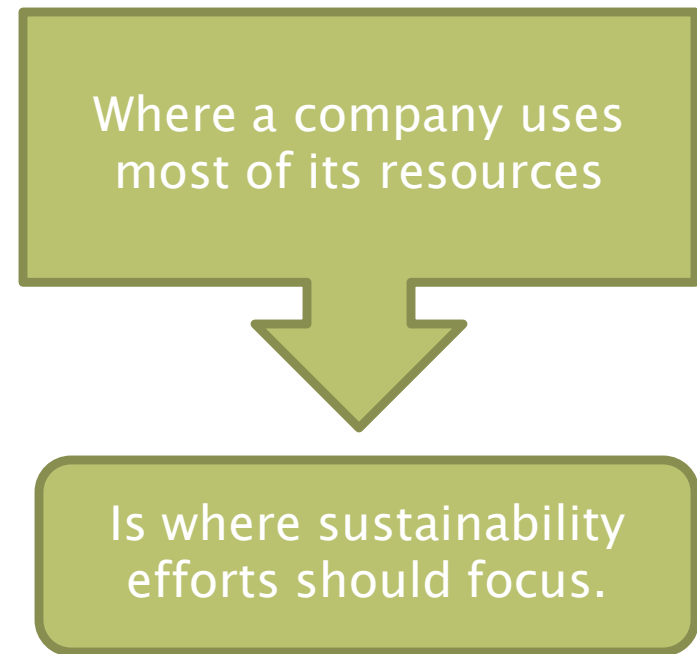 Where a company uses
most of its resources
Is where sustainability
efforts should focus.